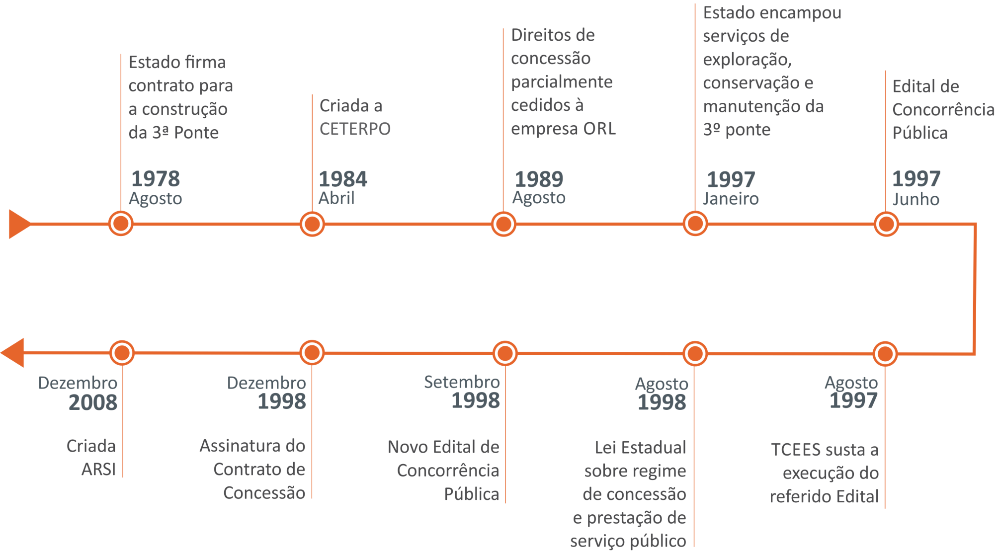 Estado firma
contrato para
a construção
da 3ª Ponte
1978
Agosto
Criada a
CETERPO
1984
Abril
Direitos de
concessão
parcialmente
cedidos à
empresa ORL
1989
Agosto
Estado encampou
serviços de
exploração,
conservação e
manutenção da
3º ponte
1997
Janeiro
Edital de
Concorrência
Pública
1997
Junho
Agosto
1997
TCEES susta a
execução do
referido Edital
Agosto
1998
Lei Estadual
sobre regime
de concessão
e prestação de
serviço público
Setembro
1998
Novo Edital de
Concorrência
Pública
Dezembro
1998
Assinatura do
Contrato de
Concessão
Dezembro
2008
Criada
ARSI